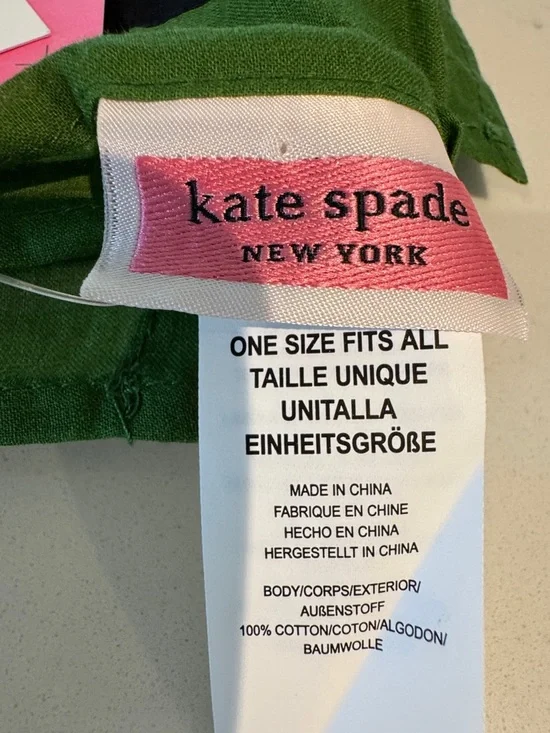 kate spade
NEW YORK
ONE SIZE FITS ALL
TAILLE UNIQUE
UNITALLA
EINHEITSGRÖßE
MADE IN CHINA
FABRIQUE EN CHINE
HECHO EN CHINA
HERGESTELLT IN CHINA
BODY/CORPS/EXTERIOR/
AUßENSTOFF
100% COTTON/COTON/ALGODON/
BAUMWOLLE